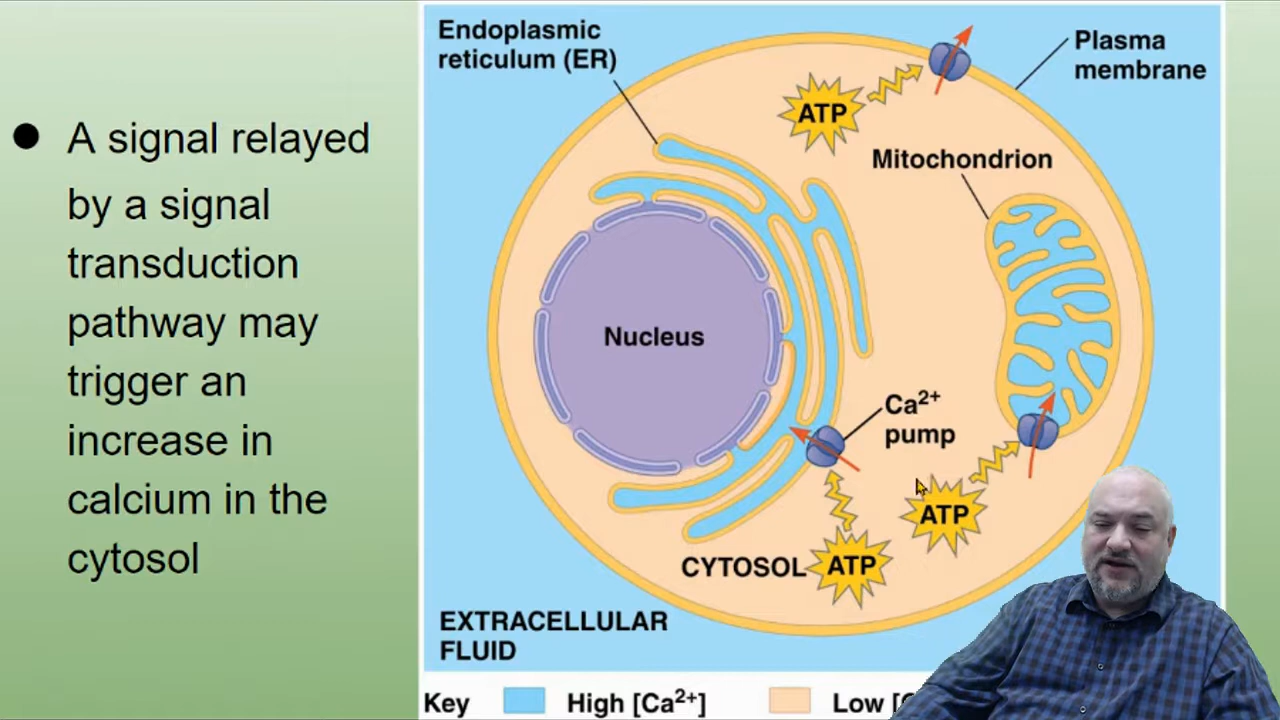 ● A signal relayed
by a signal
transduction
pathway may
trigger an
increase in
calcium in the
cytosol
Endoplasmic
reticulum (ER)
Plasma
membrane
ATP
Mitochondrion
Nucleus
Ca²⁺
pump
ATP
CYTOSOL ATP
EXTRACELLULAR
FLUID
Key High [Ca²⁺] Low [